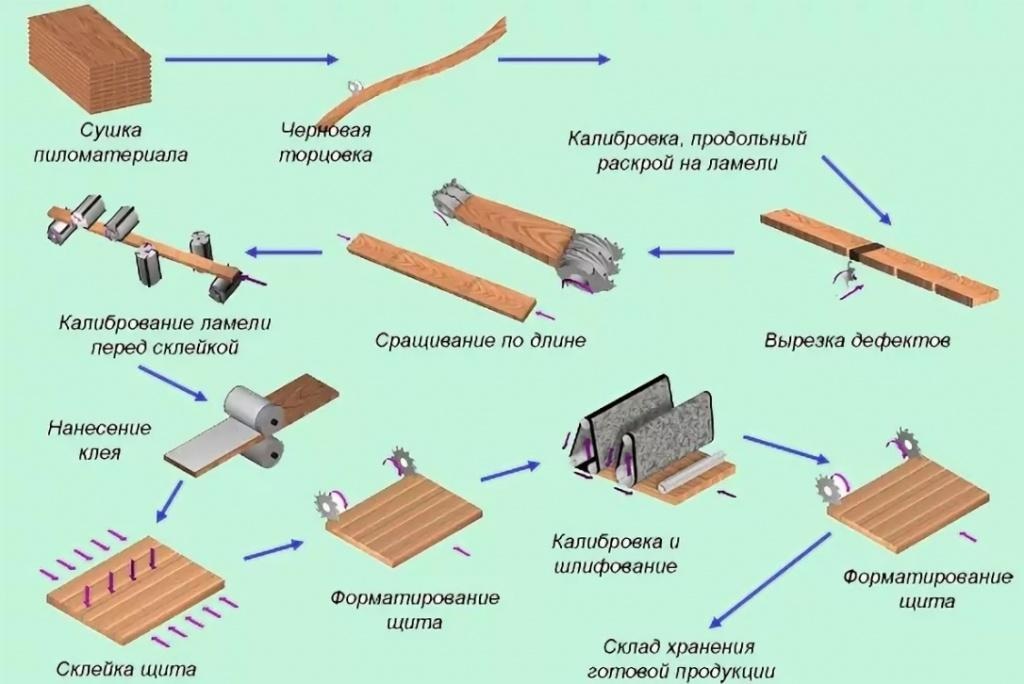 Сушка
пиломатериала
Черновая
торцовка
Калибровка, продольный
раскрой на ламели
Калибрование ламели
перед склейкой
Сращивание по длине
Вырезка дефектов
Нанесение
клея
Склейка щита
Форматирование
щита
Калибровка и
шлифование
Форматирование
щита
Склад хранения
готовой продукции